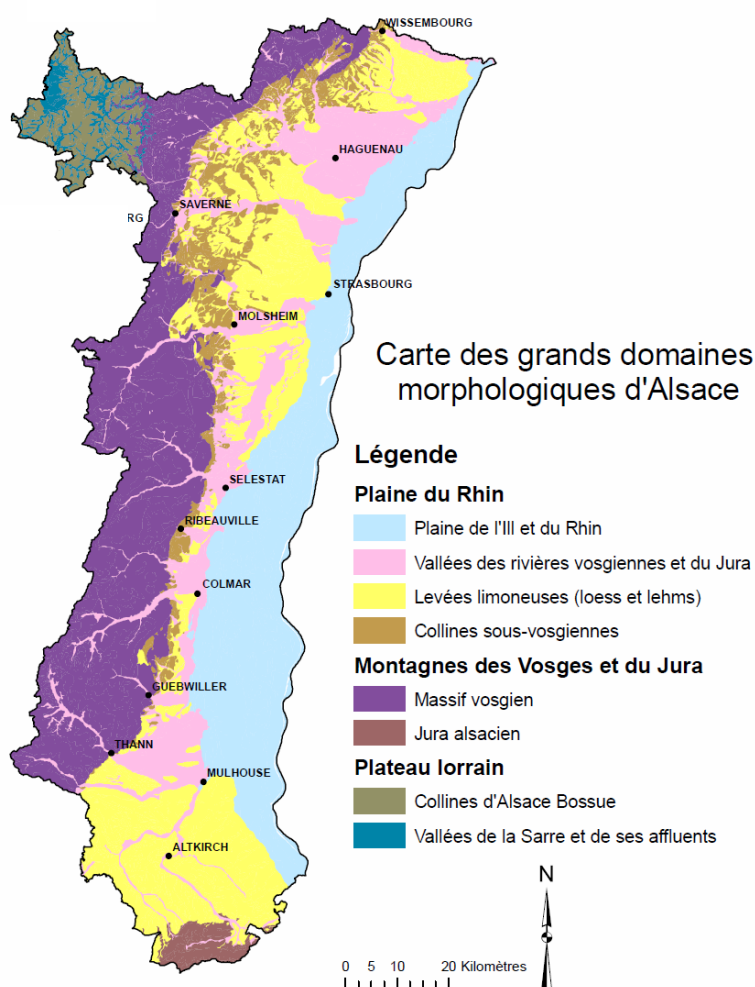 WISSEMBOURG
HAGUENAU
SAVERNE
RG
STRASBOURG
MOLSHEIM
Carte des grands domaines
morphologiques d'Alsace
Légende
SELESTAT
Plaine du Rhin
RIBEAUVILLE
Plaine de l'Ill et du Rhin
Vallées des rivières vosgiennes et du Jura
COLMAR
Levées limoneuses (loess et lehms)
Collines sous-vosgiennes
Montagnes des Vosges et du Jura
GUEBWILLER
Massif vosgien
Jura alsacien
THANN
Plateau lorrain
MULHOUSE
Collines d'Alsace Bossue
Vallées de la Sarre et de ses affluents
ALTKIRCH
N
0 5 10 20 Kilomètres